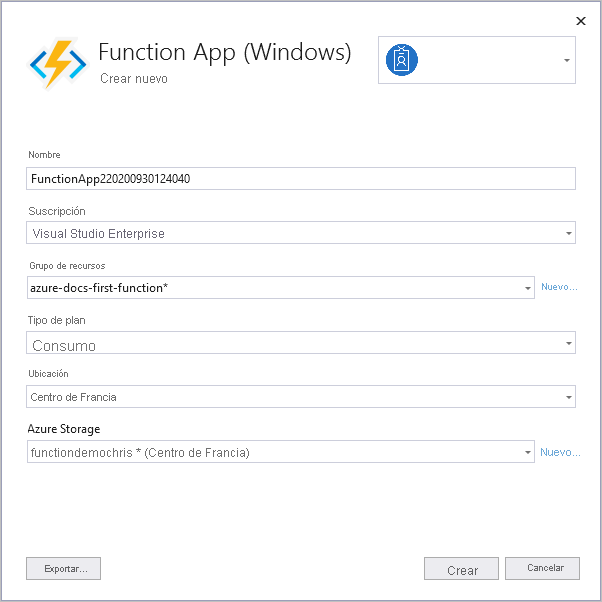 Function App (Windows)
Crear nuevo
Nombre
FunctionApp220200930124040
Suscripción
Visual Studio Enterprise
Grupo de recursos
azure-docs-first-function*
Nuevo...
Tipo de plan
Consumo
Ubicación
Centro de Francia
Azure Storage
functiondemochris * (Centro de Francia)
Nuevo...
Exportar...
Crear
Cancelar